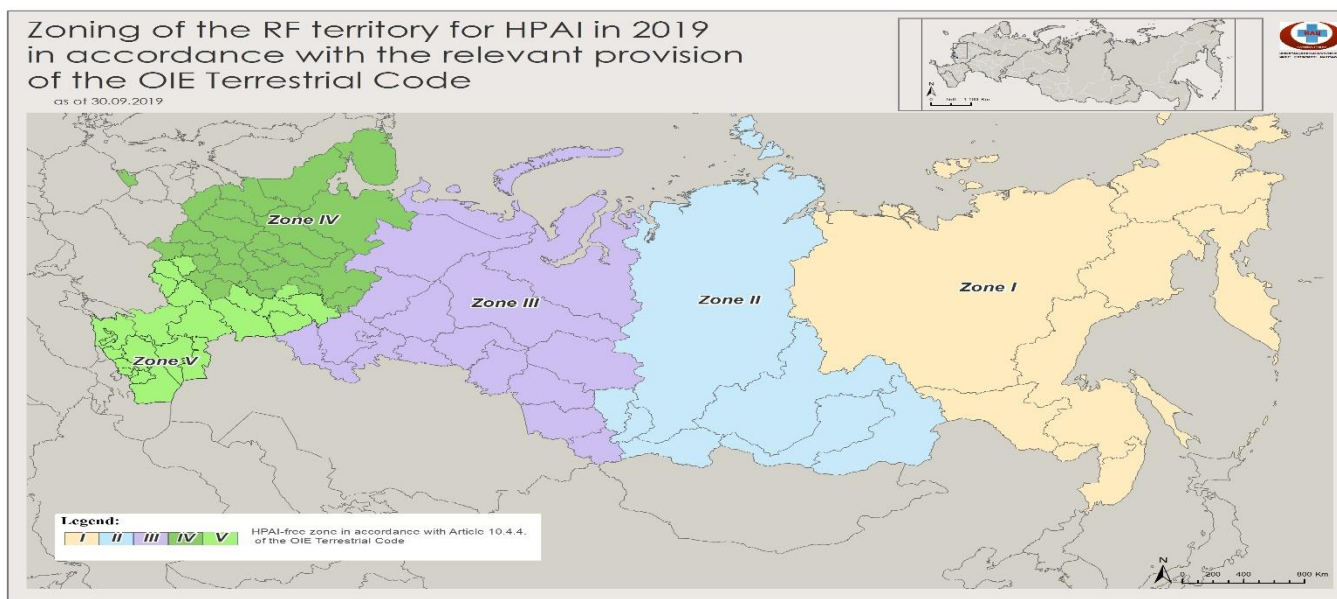 Zoning of the RF territory for HPAI in 2019
in accordance with the relevant provision
of the OIE Terrestrial Code
as of 30.09.2019
N
Km
Zone IV
Zone III
Zone II
Zone I
Zone V
Legend:
I II III IV V
HPAI-free zone in accordance with Article 10.4.4.
of the OIE Terrestrial Code
N
0 200 400 800 Km